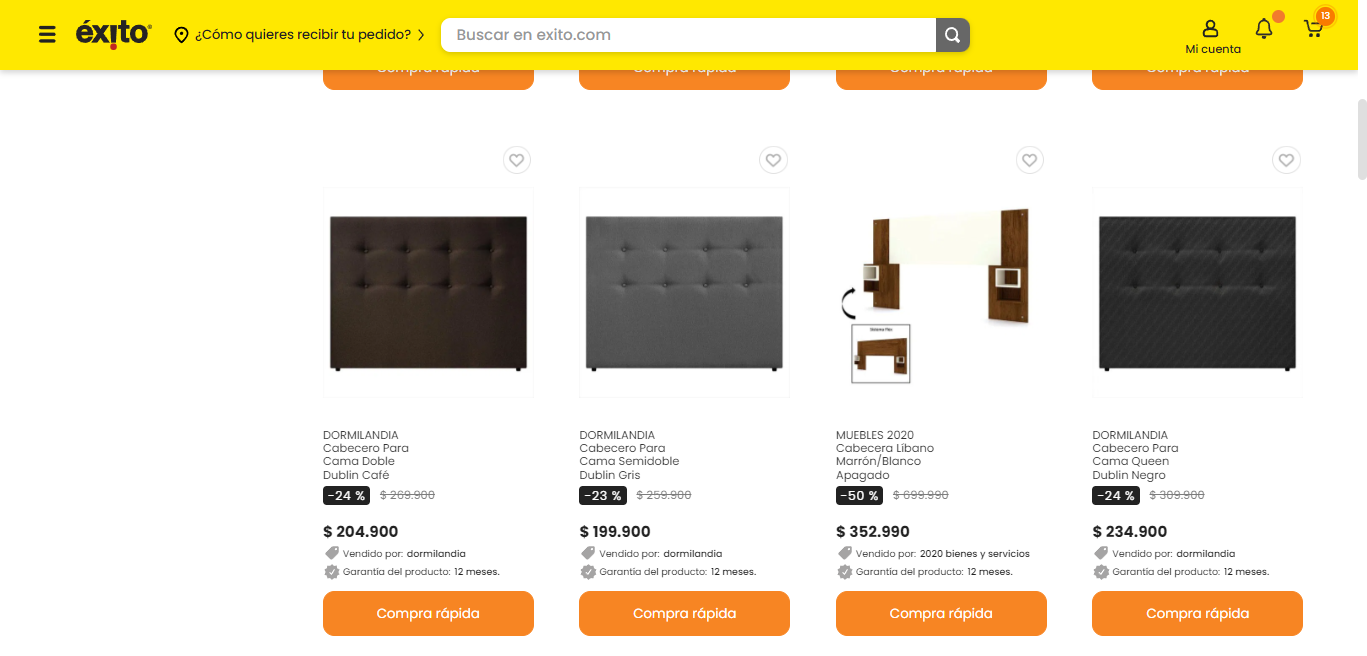 éxito
¿Cómo quieres recibir tu pedido?
Buscar en exito.com
Mi cuenta
13
Compra rápida
Compra rápida
Compra rápida
Compra rápida
DORMILANDIA
Cabecero Para
Cama Doble
Dublin Café
-24 % $ 269.900
$ 204.900
Vendido por: dormilandia
Garantía del producto: 12 meses.
Compra rápida
DORMILANDIA
Cabecero Para
Cama Semidoble
Dublin Gris
-23 % $ 259.900
$ 199.900
Vendido por: dormilandia
Garantía del producto: 12 meses.
Compra rápida
MUEBLES 2020
Cabecera Líbano
Marrón/Blanco
Apagado
-50 % $ 699.990
$ 352.990
Vendido por: 2020 bienes y servicios
Garantía del producto: 12 meses.
Compra rápida
DORMILANDIA
Cabecero Para
Cama Queen
Dublin Negro
-24 % $ 309.900
$ 234.900
Vendido por: dormilandia
Garantía del producto: 12 meses.
Compra rápida